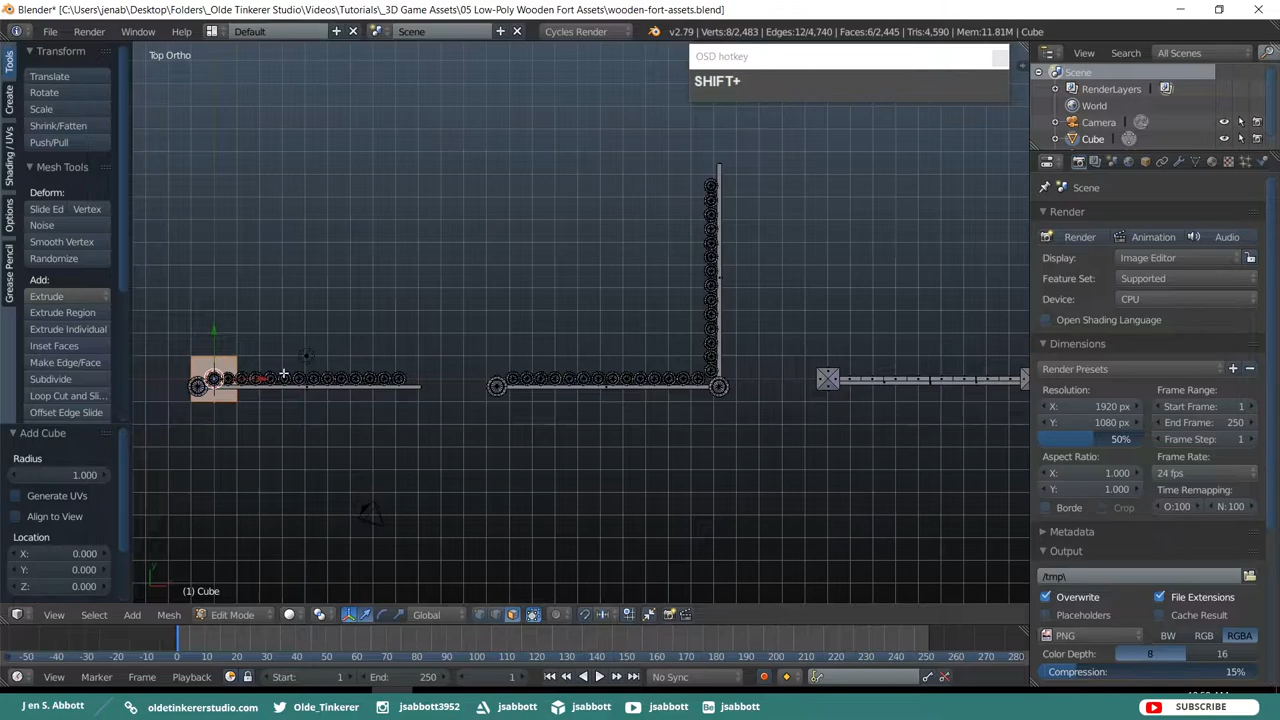 Blender* [C:\Users\jenab\Desktop\Folders\_Olde Tinkerer Studio\Videos\Tutorials\_3D Game Assets\05 Low-Poly Wooden Fort Assets\wooden-fort-assets.blend]
File Render Window Help Default Scene Cycles Render v2.79 | Verts:8/2,483 | Edges:12/4,740 | Faces:6/2,445 | Tris:4,590 | Mem:11.81M | Cube
Top Ortho
OSD hotkey
SHIFT+
Tools
Create
Shading / UVs
Options
Grease Pencil
Transform
Translate
Rotate
Scale
Shrink/Fatten
Push/Pull
Mesh Tools
Deform:
Slide Ed Vertex
Noise
Smooth Vertex
Randomize
Add:
Extrude
Extrude Region
Extrude Individual
Inset Faces
Make Edge/Face
Subdivide
Loop Cut and Sli...
Offset Edge Slide
Add Cube
Radius
1.000
Generate UVs
Align to View
Location
X: 0.000
Y: 0.000
Z: 0.000
(1) Cube
View Select Add Mesh Edit Mode Global
-50 -40 -30 -20 -10 0 10 20 30 40 50 60 70 80 90 100 110 120 130 140 150 160 170 180 190 200 210 220 230 240 250 260 270 280
View Marker Frame Playback Start: 1 End: 250 1 No Sync
View Search All Scenes
Scene
RenderLayers
World
Camera
Cube
Scene
Render
Render Animation Audio
Display: Image Editor
Feature Set: Supported
Device: CPU
Open Shading Language
Dimensions
Render Presets
Resolution: Frame Range:
X: 1920 px Start Frame: 1
Y: 1080 px End Frame: 250
50% Frame Step: 1
Aspect Ratio: Frame Rate:
X: 1.000 24 fps
Y: 1.000 Time Remapping:
Borde Crop O:100 N: 100
Metadata
Output
/tmp\
Overwrite File Extensions
Placeholders Cache Result
PNG BW RGB RGBA
Color Depth: 8 16
Compression: 15%
J en S. Abbott oldetinkererstudio.com Olde_Tinkerer jsabbott3952 jsabbott jsabbott jsabbott jsabbott SUBSCRIBE